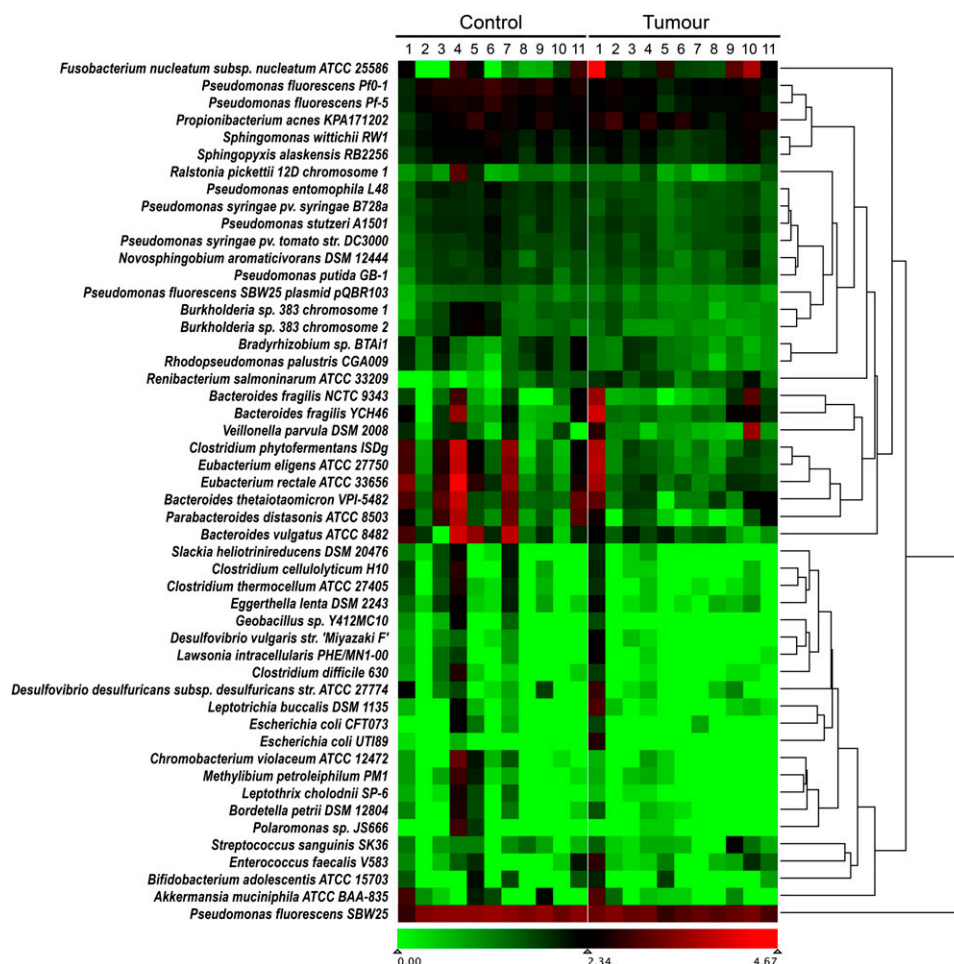 Control Tumour
1 2 3 4 5 6 7 8 9 10 11 1 2 3 4 5 6 7 8 9 10 11
Fusobacterium nucleatum subsp. nucleatum ATCC 25586
Pseudomonas fluorescens Pf0-1
Pseudomonas fluorescens Pf-5
Propionibacterium acnes KPA171202
Sphingomonas wittichii RW1
Sphingopyxis alaskensis RB2256
Ralstonia pickettii 12D chromosome 1
Pseudomonas entomophila L48
Pseudomonas syringae pv. syringae B728a
Pseudomonas stutzeri A1501
Pseudomonas syringae pv. tomato str. DC3000
Novosphingobium aromaticivorans DSM 12444
Pseudomonas putida GB-1
Pseudomonas fluorescens SBW25 plasmid pQBR103
Burkholderia sp. 383 chromosome 1
Burkholderia sp. 383 chromosome 2
Bradyrhizobium sp. BTAi1
Rhodopseudomonas palustris CGA009
Renibacterium salmoninarum ATCC 33209
Bacteroides fragilis NCTC 9343
Bacteroides fragilis YCH46
Veillonella parvula DSM 2008
Clostridium phytofermentans ISDg
Eubacterium eligens ATCC 27750
Eubacterium rectale ATCC 33656
Bacteroides thetaiotaomicron VPI-5482
Parabacteroides distasonis ATCC 8503
Bacteroides vulgatus ATCC 8482
Slackia heliotrinireducens DSM 20476
Clostridium cellulolyticum H10
Clostridium thermocellum ATCC 27405
Eggerthella lenta DSM 2243
Geobacillus sp. Y412MC10
Desulfovibrio vulgaris str. 'Miyazaki F'
Lawsonia intracellularis PHE/MN1-00
Clostridium difficile 630
Desulfovibrio desulfuricans subsp. desulfuricans str. ATCC 27774
Leptotrichia buccalis DSM 1135
Escherichia coli CFT073
Escherichia coli UTI89
Chromobacterium violaceum ATCC 12472
Methylibium petroleiphilum PM1
Leptothrix cholodnii SP-6
Bordetella petrii DSM 12804
Polaromonas sp. JS666
Streptococcus sanguinis SK36
Enterococcus faecalis V583
Bifidobacterium adolescentis ATCC 15703
Akkermansia muciniphila ATCC BAA-835
Pseudomonas fluorescens SBW25
0.00 2.34 4.67